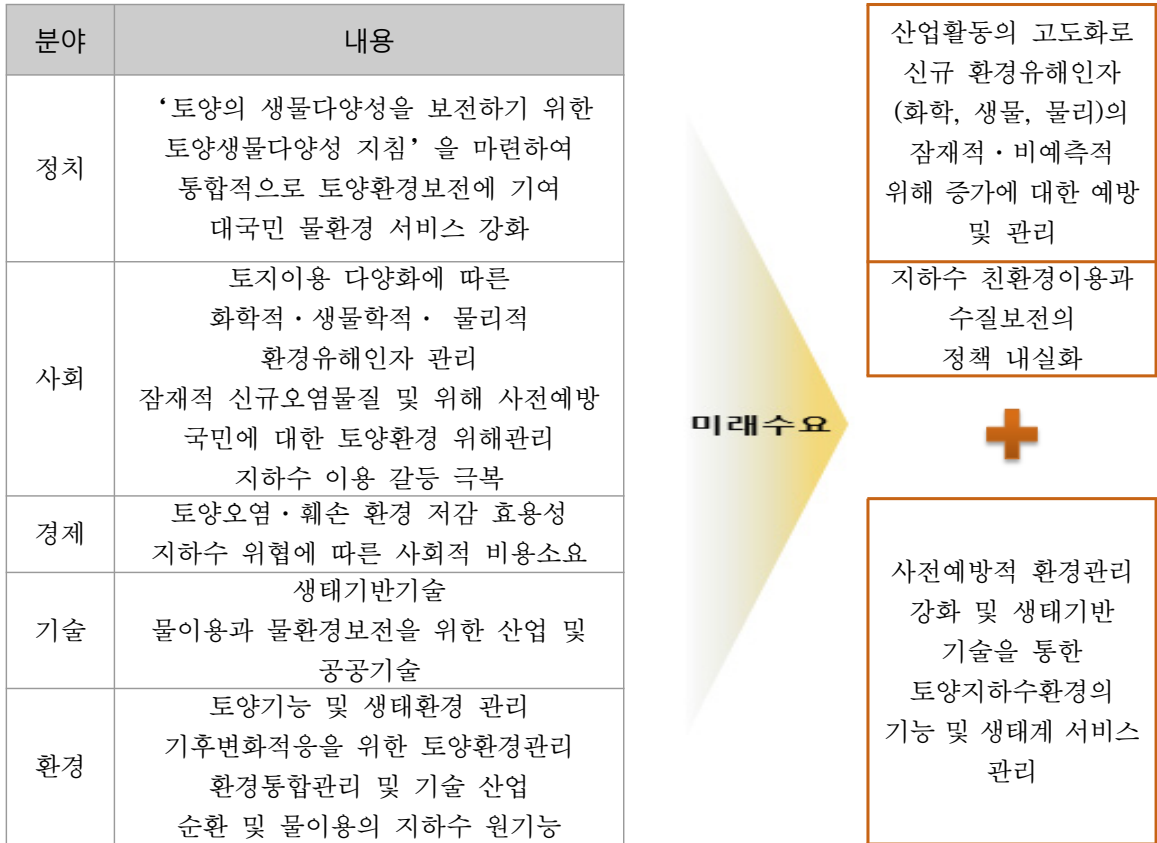 분야
내용
정치
‘토양의 생물다양성을 보전하기 위한
토양생물다양성 지침’ 을 마련하여
통합적으로 토양환경보전에 기여
대국민 물환경 서비스 강화
사회
토지이용 다양화에 따른
화학적·생물학적· 물리적
환경유해인자 관리
잠재적 신규오염물질 및 위해 사전예방
국민에 대한 토양환경 위해관리
지하수 이용 갈등 극복
경제
토양오염·훼손 환경 저감 효용성
지하수 위협에 따른 사회적 비용소요
기술
생태기반기술
물이용과 물환경보전을 위한 산업 및
공공기술
환경
토양기능 및 생태환경 관리
기후변화적응을 위한 토양환경관리
환경통합관리 및 기술 산업
순환 및 물이용의 지하수 원기능
미래수요
산업활동의 고도화로
신규 환경유해인자
(화학, 생물, 물리)의
잠재적·비예측적
위해 증가에 대한 예방
및 관리
지하수 친환경이용과
수질보전의
정책 내실화
사전예방적 환경관리
강화 및 생태기반
기술을 통한
토양지하수환경의
기능 및 생태계 서비스
관리